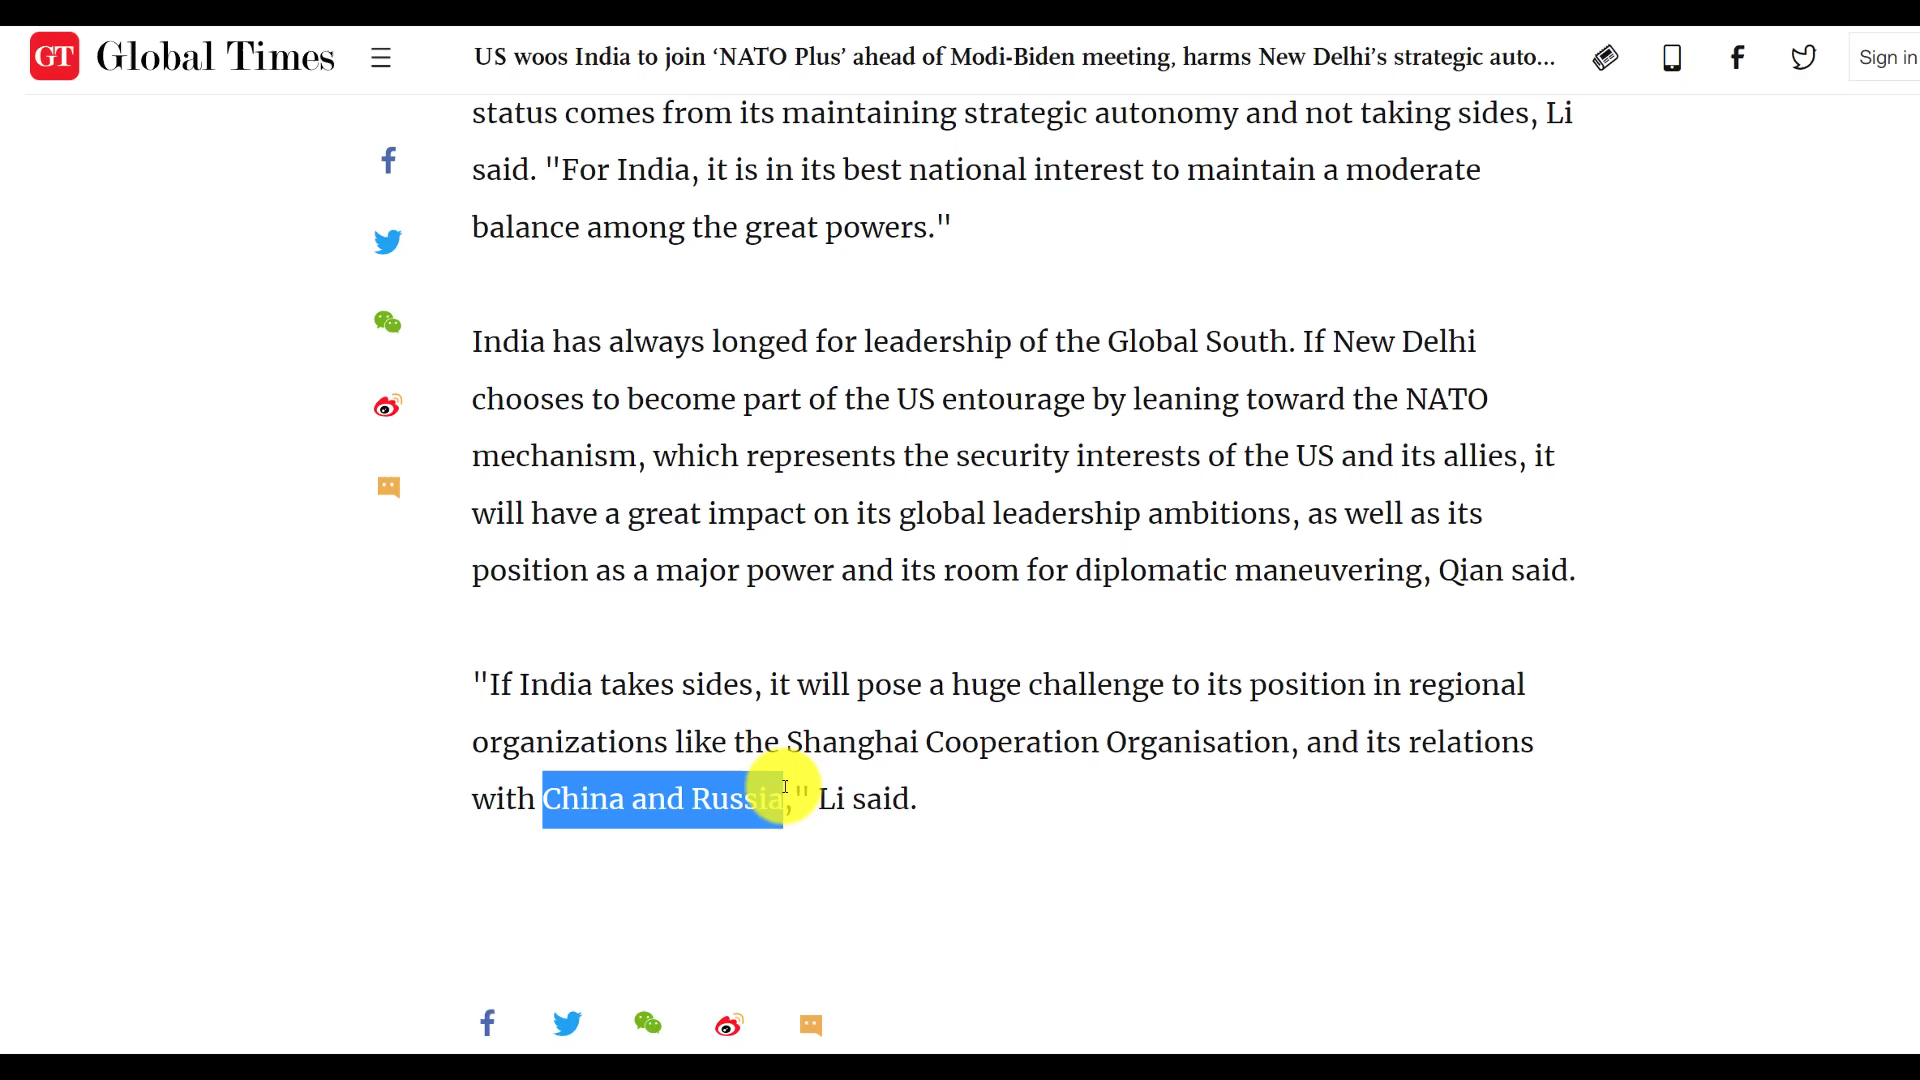 GT Global Times
US woos India to join ‘NATO Plus’ ahead of Modi-Biden meeting, harms New Delhi’s strategic auto...
Sign in
status comes from its maintaining strategic autonomy and not taking sides, Li
said. "For India, it is in its best national interest to maintain a moderate
balance among the great powers."
India has always longed for leadership of the Global South. If New Delhi
chooses to become part of the US entourage by leaning toward the NATO
mechanism, which represents the security interests of the US and its allies, it
will have a great impact on its global leadership ambitions, as well as its
position as a major power and its room for diplomatic maneuvering, Qian said.
"If India takes sides, it will pose a huge challenge to its position in regional
organizations like the Shanghai Cooperation Organisation, and its relations
with China and Russia," Li said.